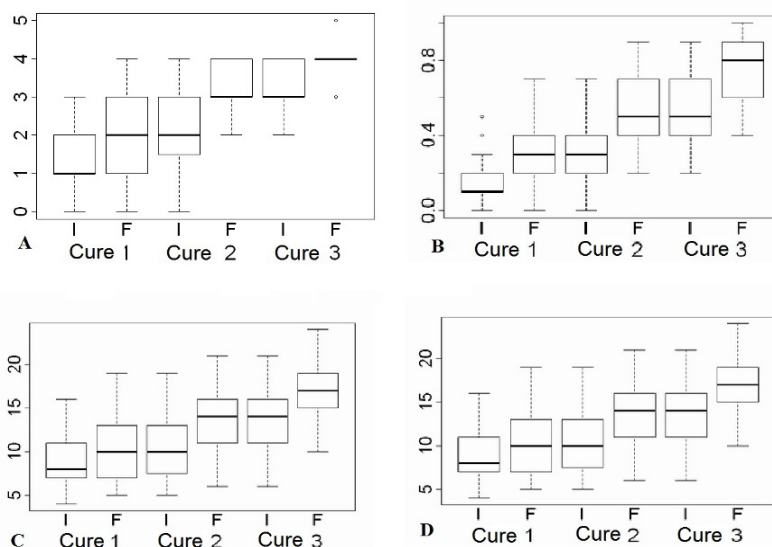 5
4
3
2
1
0
I F I F I F
A Cure 1 Cure 2 Cure 3
0.8
0.4
0.0
I F I F I F
B Cure 1 Cure 2 Cure 3
20
15
10
5
I F I F I F
C Cure 1 Cure 2 Cure 3
20
15
10
5
I F I F I F
D Cure 1 Cure 2 Cure 3